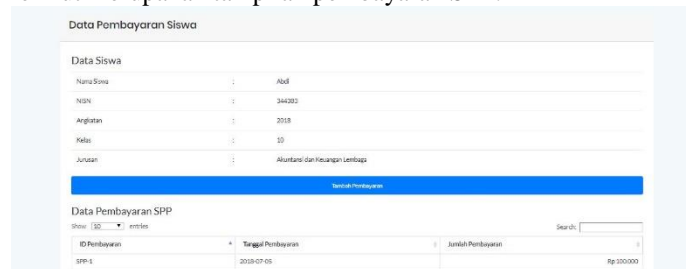 Data Pembayaran Siswa
Data Siswa
Nama Siswa : Abdi
NISN : 344283
Angkatan : 2018
Kelas : 10
Jurusan : Akuntansi dan Keuangan Lembaga
Tambah Pembayaran
Data Pembayaran SPP
Show 10 entries Search:
ID Pembayaran Tanggal Pembayaran Jumlah Pembayaran
SPP-1 2018-07-05 Rp 100.000